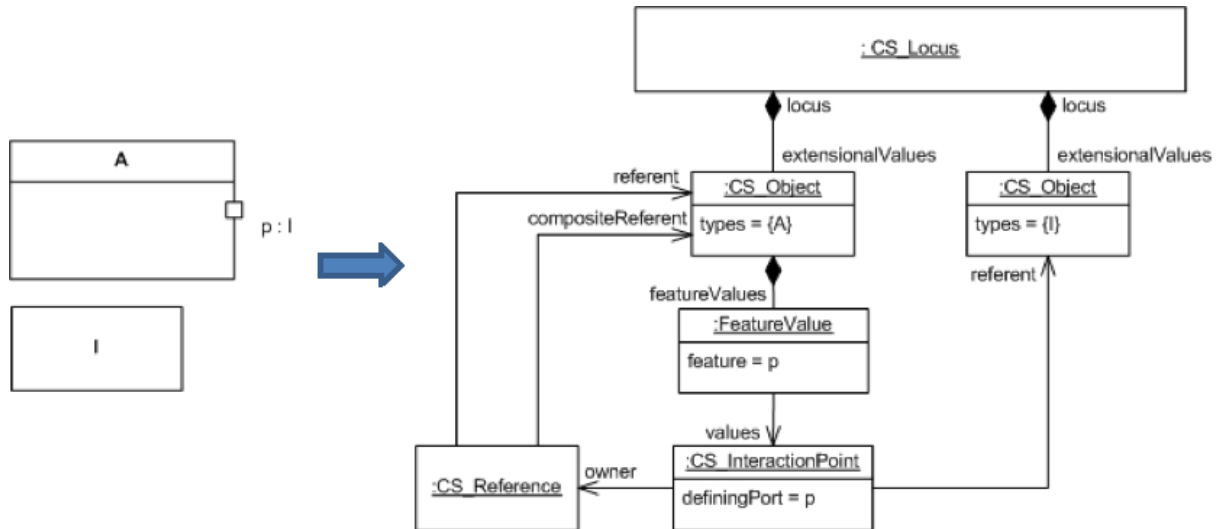 A
p : I
I
: CS_Locus
locus
locus
extensionalValues
extensionalValues
referent
:CS_Object
:CS_Object
compositeReferent
types = {A}
types = {I}
referent
featureValues
:FeatureValue
feature = p
values
:CS_Reference
owner
:CS_InteractionPoint
definingPort = p